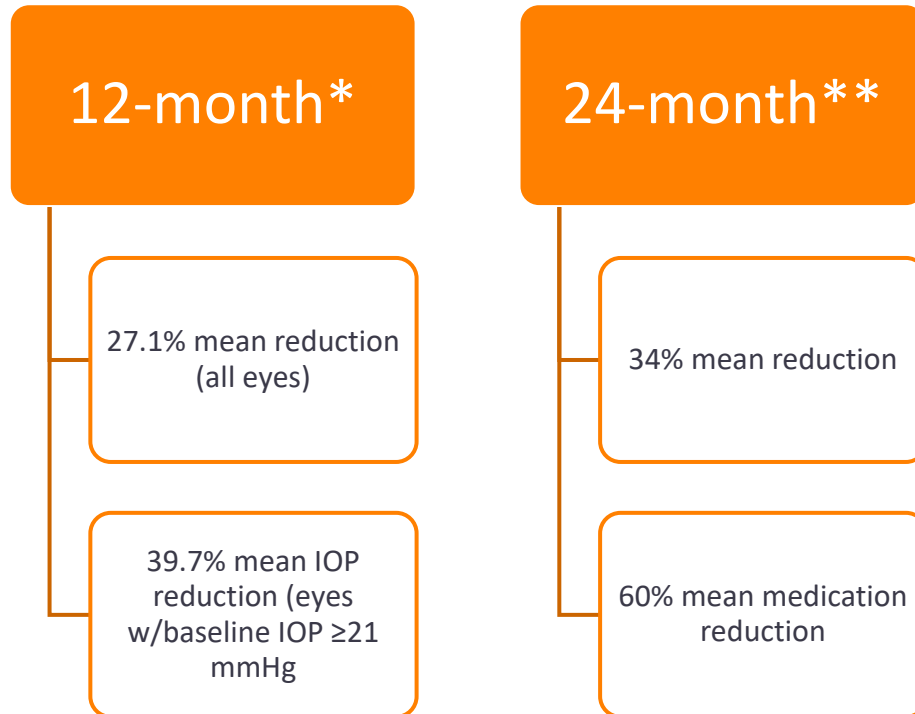 12-month*
27.1% mean reduction
(all eyes)
39.7% mean IOP
reduction (eyes
w/baseline IOP ≥21
mmHg
24-month**
34% mean reduction
60% mean medication
reduction